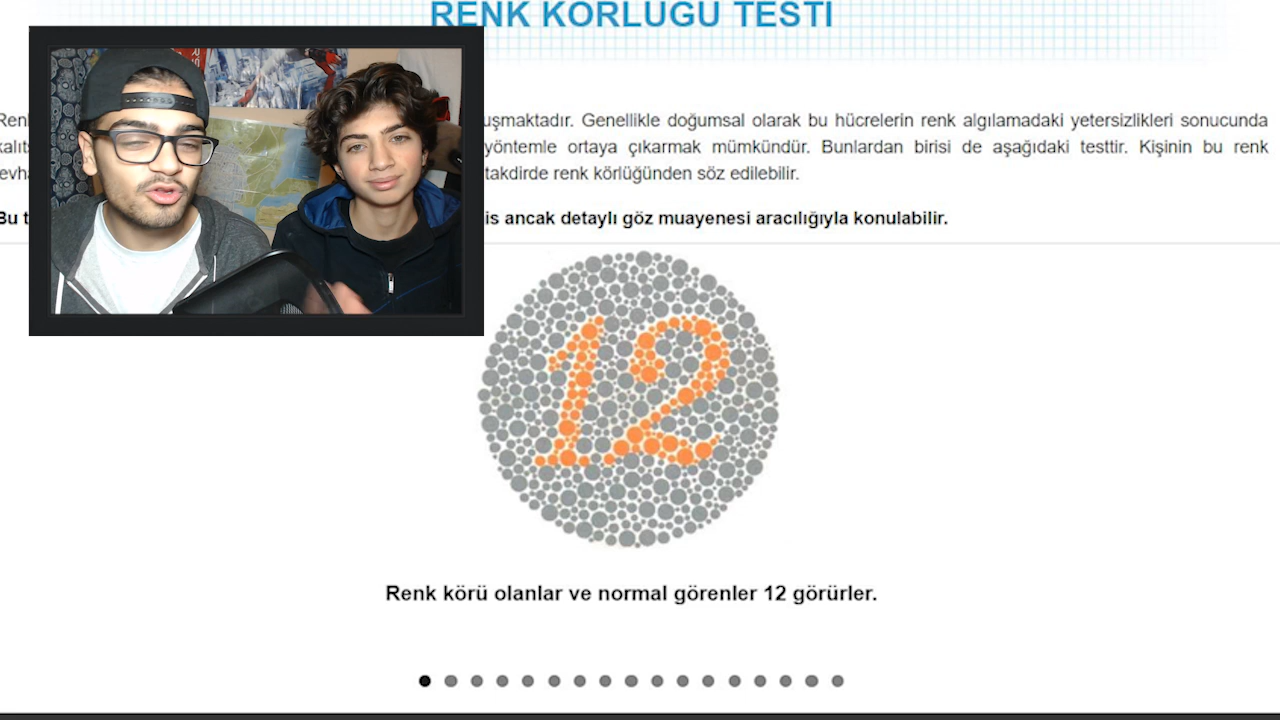 RENK KÖRLÜĞÜ TESTİ
uşmaktadır. Genellikle doğumsal olarak bu hücrelerin renk algılamadaki yetersizlikleri sonucunda
yöntemle ortaya çıkarmak mümkündür. Bunlardan birisi de aşağıdaki testtir. Kişinin bu renk
takdirde renk körlüğünden söz edilebilir.
Bu t is ancak detaylı göz muayenesi aracılığıyla konulabilir.
12
Renk körü olanlar ve normal görenler 12 görürler.